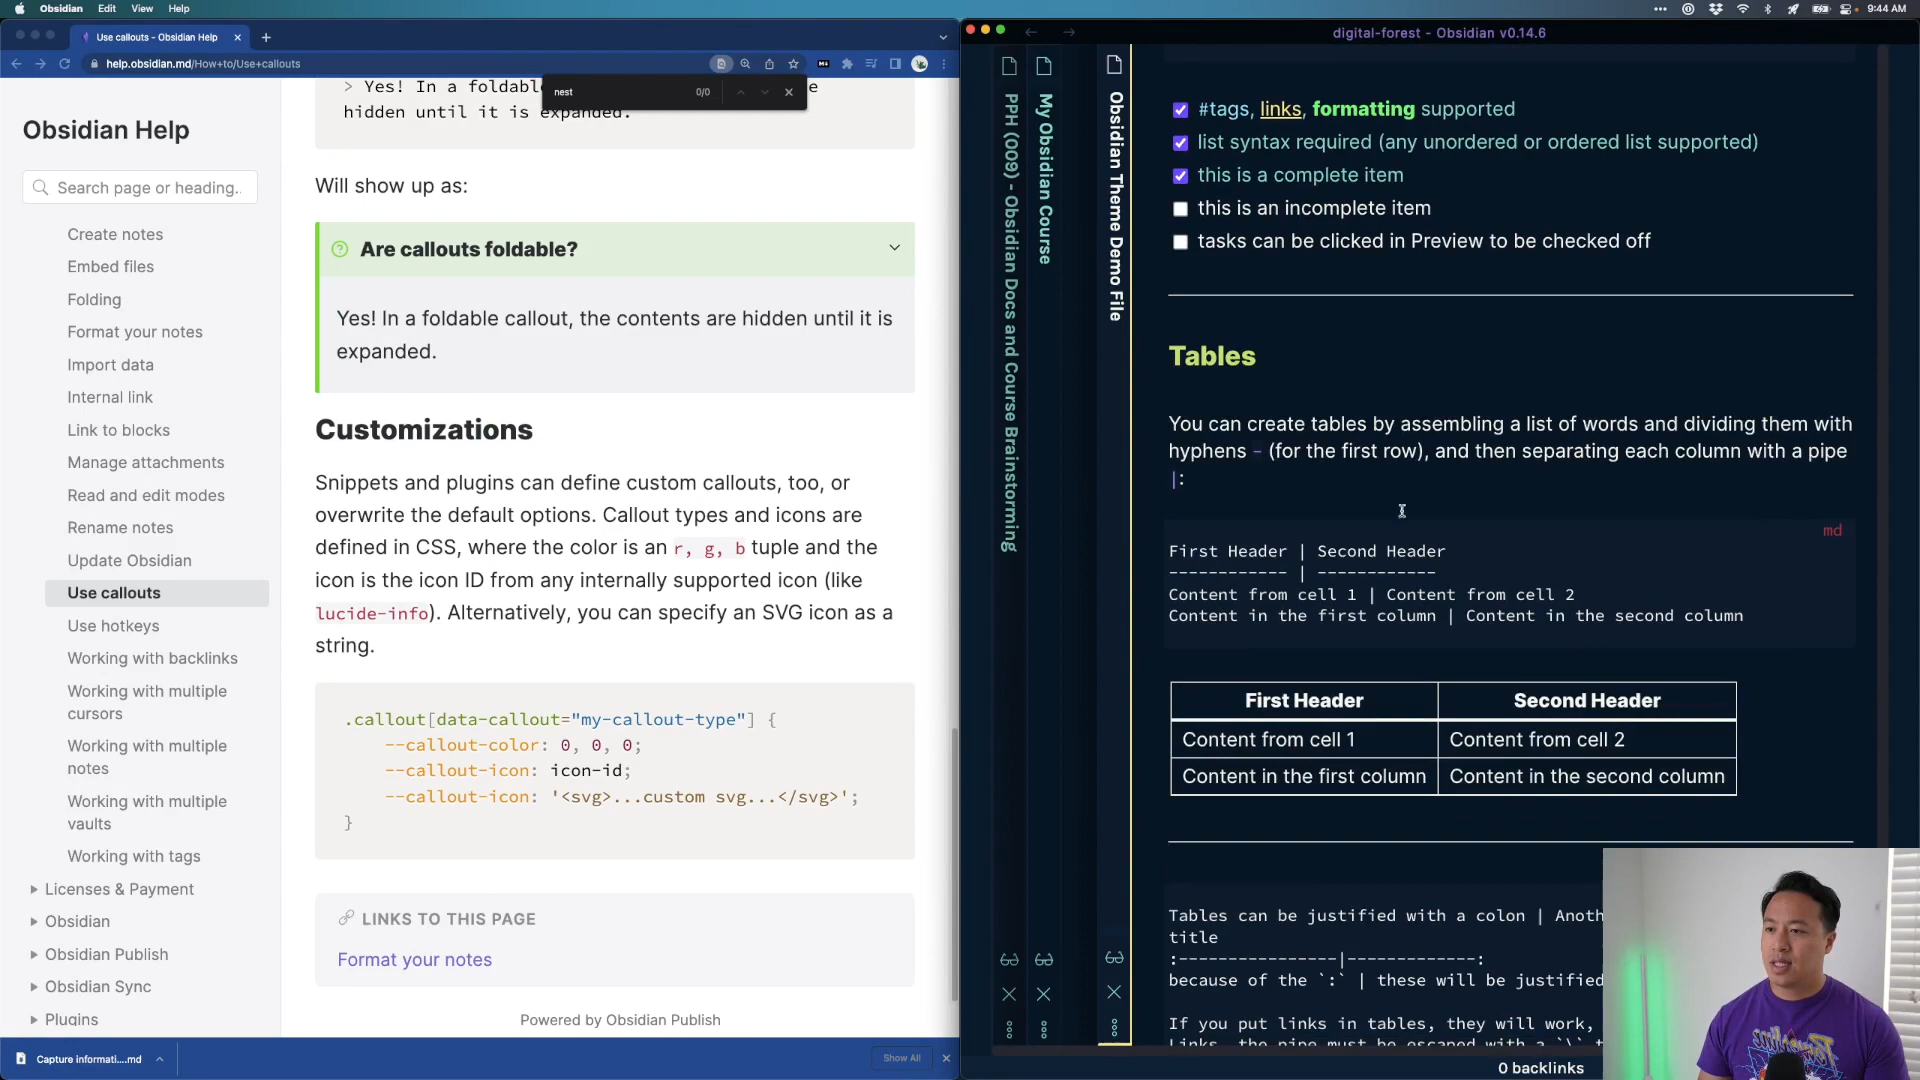 Obsidian Edit View Help
9:44 AM
Use callouts - Obsidian Help
help.obsidian.md/How+to/Use+callouts
nest 0/0
Obsidian Help
Search page or heading..
Create notes
Embed files
Folding
Format your notes
Import data
Internal link
Link to blocks
Manage attachments
Read and edit modes
Rename notes
Update Obsidian
Use callouts
Use hotkeys
Working with backlinks
Working with multiple
cursors
Working with multiple
notes
Working with multiple
vaults
Working with tags
Licenses & Payment
Obsidian
Obsidian Publish
Obsidian Sync
Plugins
> Yes! In a foldable
hidden until it is expanded.
Will show up as:
Are callouts foldable?
Yes! In a foldable callout, the contents are hidden until it is
expanded.
Customizations
Snippets and plugins can define custom callouts, too, or
overwrite the default options. Callout types and icons are
defined in CSS, where the color is an r, g, b tuple and the
icon is the icon ID from any internally supported icon (like
lucide-info). Alternatively, you can specify an SVG icon as a
string.
.callout[data-callout="my-callout-type"] {
--callout-color: 0, 0, 0;
--callout-icon: icon-id;
--callout-icon: '<svg>...custom svg...</svg>';
}
LINKS TO THIS PAGE
Format your notes
Powered by Obsidian Publish
Capture informati....md
Show All
digital-forest - Obsidian v0.14.6
PPH (009) - Obsidian Docs and Course Brainstorming
My Obsidian Course
Obsidian Theme Demo File
#tags, links, formatting supported
list syntax required (any unordered or ordered list supported)
this is a complete item
this is an incomplete item
tasks can be clicked in Preview to be checked off
Tables
You can create tables by assembling a list of words and dividing them with
hyphens - (for the first row), and then separating each column with a pipe
|:
md
First Header | Second Header
------------ | ------------
Content from cell 1 | Content from cell 2
Content in the first column | Content in the second column
First Header Second Header
Content from cell 1 Content from cell 2
Content in the first column Content in the second column
Tables can be justified with a colon | Anoth
title
:----------------|-------------:
because of the `:` | these will be justified
If you put links in tables, they will work,
Links, the pipe must be escaped with a `\`
0 backlinks